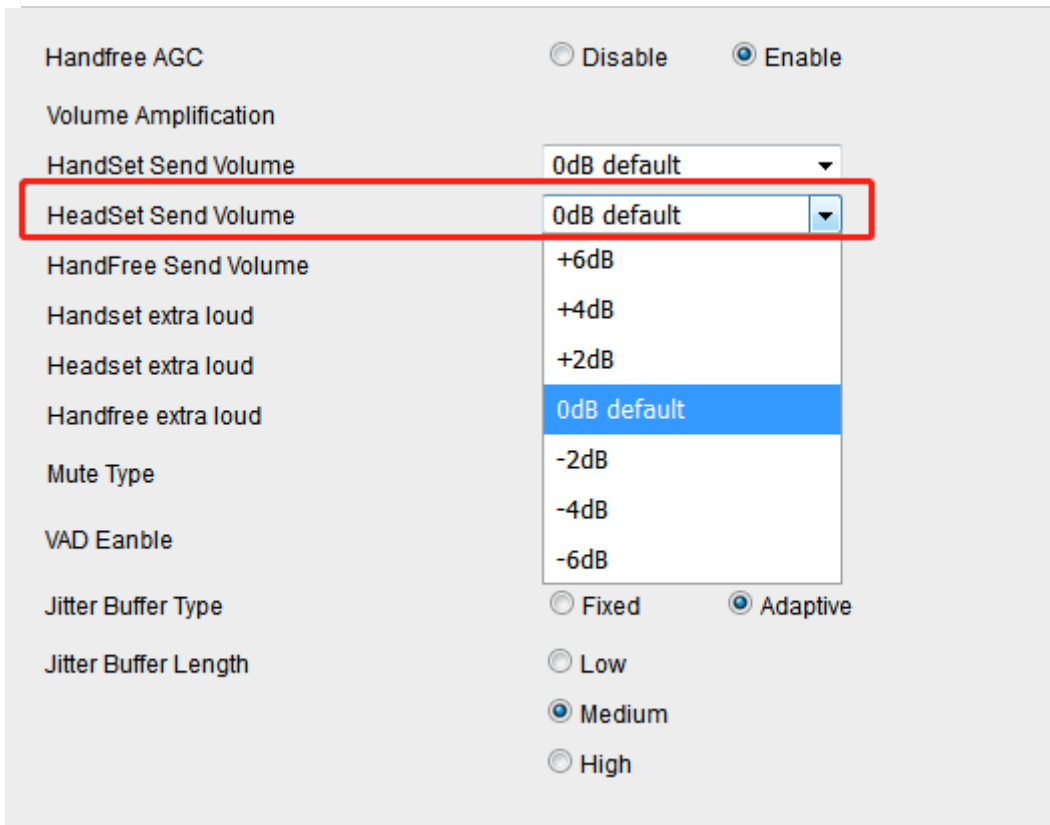 Handfree AGC Disable Enable
Volume Amplification
HandSet Send Volume 0dB default
HeadSet Send Volume 0dB default
HandFree Send Volume +6dB
Handset extra loud +4dB
Headset extra loud +2dB
Handfree extra loud 0dB default
Mute Type -2dB
-4dB
VAD Eanble -6dB
Jitter Buffer Type Fixed Adaptive
Jitter Buffer Length Low
Medium
High